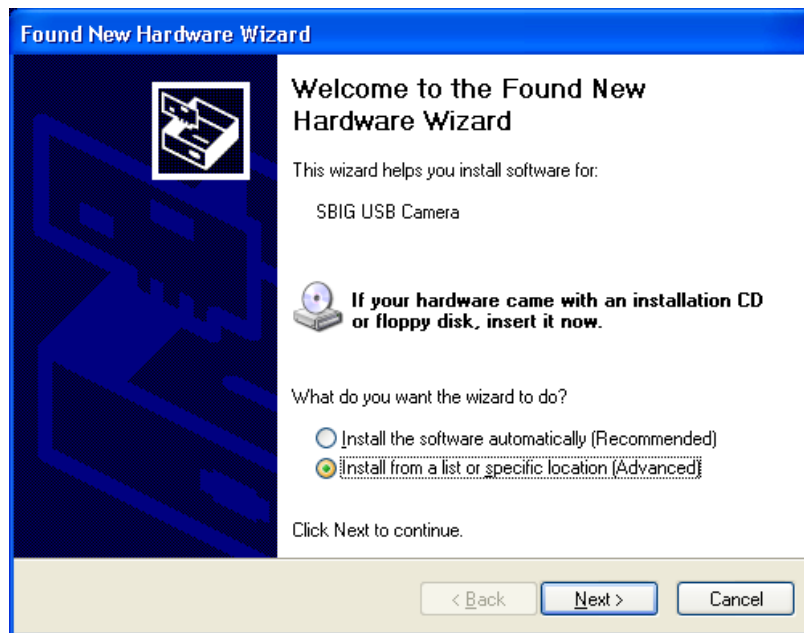 Found New Hardware Wizard
Welcome to the Found New
Hardware Wizard
This wizard helps you install software for:
SBIG USB Camera
If your hardware came with an installation CD
or floppy disk, insert it now.
What do you want the wizard to do?
Install the software automatically (Recommended)
Install from a list or specific location (Advanced)
Click Next to continue.
< Back Next > Cancel